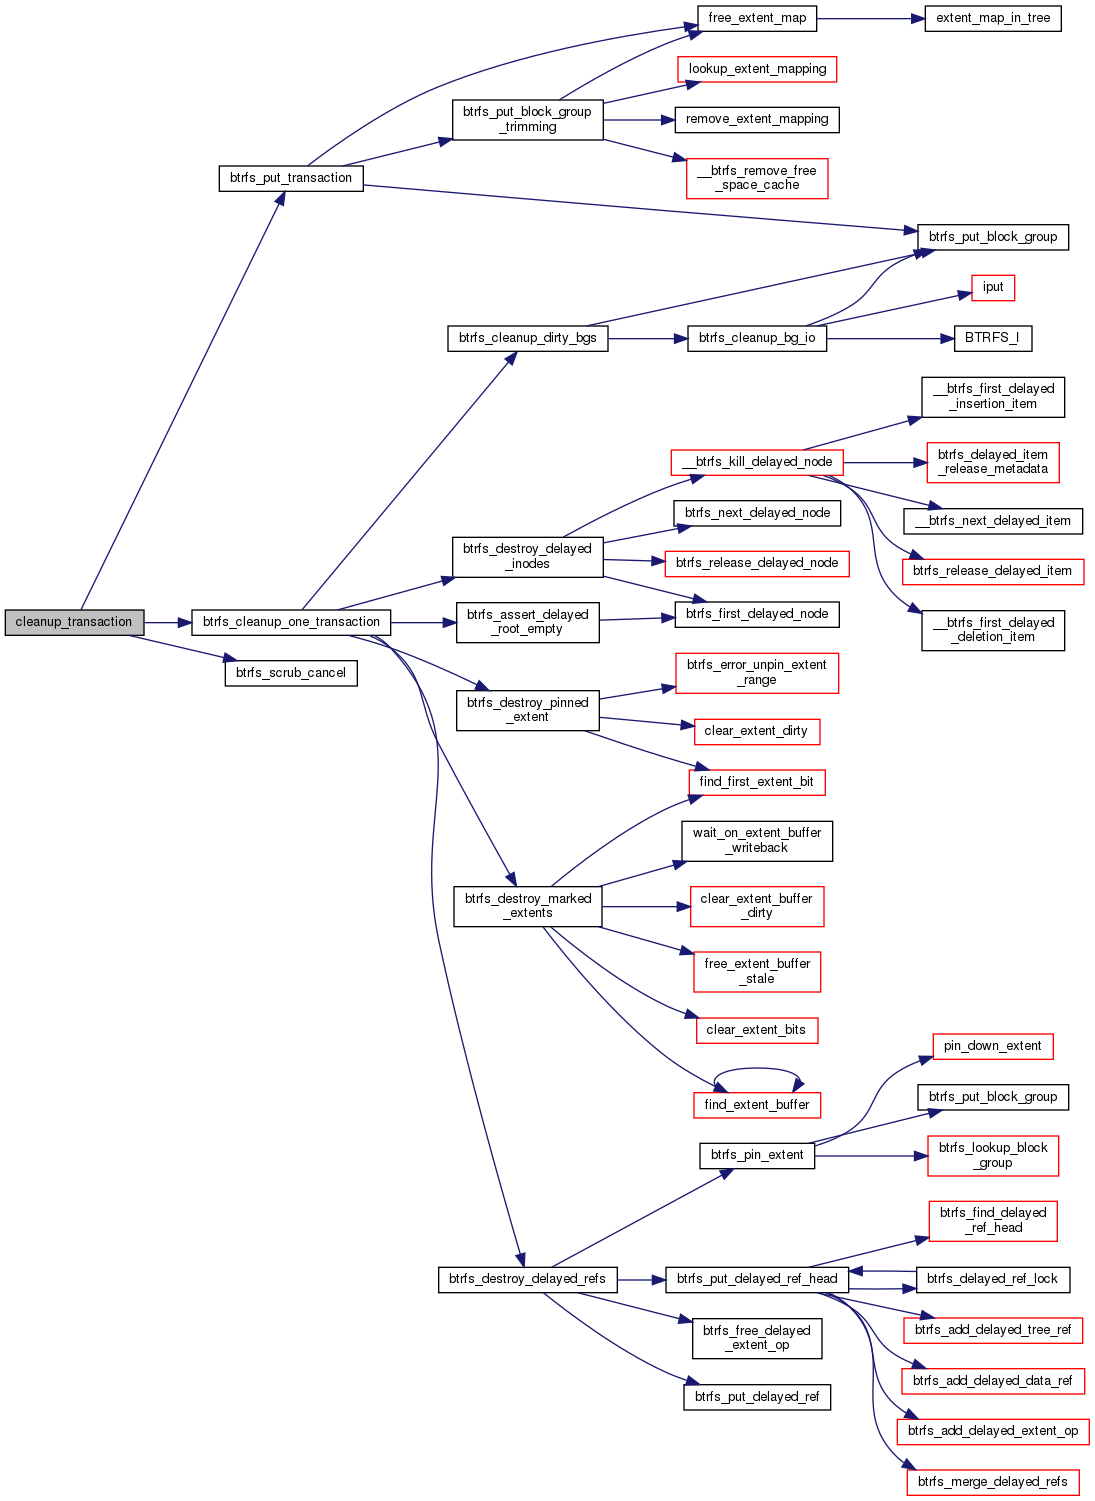 free_extent_map
extent_map_in_tree
lookup_extent_mapping
btrfs_put_block_group
_trimming
remove_extent_mapping
btrfs_put_transaction
__btrfs_remove_free
_space_cache
btrfs_put_block_group
iput
btrfs_cleanup_dirty_bgs
btrfs_cleanup_bg_io
BTRFS_I
__btrfs_first_delayed
_insertion_item
__btrfs_kill_delayed_node
btrfs_delayed_item
_release_metadata
btrfs_next_delayed_node
__btrfs_next_delayed_item
btrfs_destroy_delayed
_inodes
btrfs_release_delayed_node
btrfs_release_delayed_item
cleanup_transaction
btrfs_cleanup_one_transaction
btrfs_assert_delayed
_root_empty
btrfs_first_delayed_node
__btrfs_first_delayed
_deletion_item
btrfs_scrub_cancel
btrfs_error_unpin_extent
_range
btrfs_destroy_pinned
_extent
clear_extent_dirty
find_first_extent_bit
wait_on_extent_buffer
_writeback
btrfs_destroy_marked
_extents
clear_extent_buffer
_dirty
free_extent_buffer
_stale
clear_extent_bits
pin_down_extent
find_extent_buffer
btrfs_put_block_group
btrfs_pin_extent
btrfs_lookup_block
_group
btrfs_find_delayed
_ref_head
btrfs_destroy_delayed_refs
btrfs_put_delayed_ref_head
btrfs_delayed_ref_lock
btrfs_free_delayed
_extent_op
btrfs_add_delayed_tree_ref
btrfs_put_delayed_ref
btrfs_add_delayed_data_ref
btrfs_add_delayed_extent_op
btrfs_merge_delayed_refs